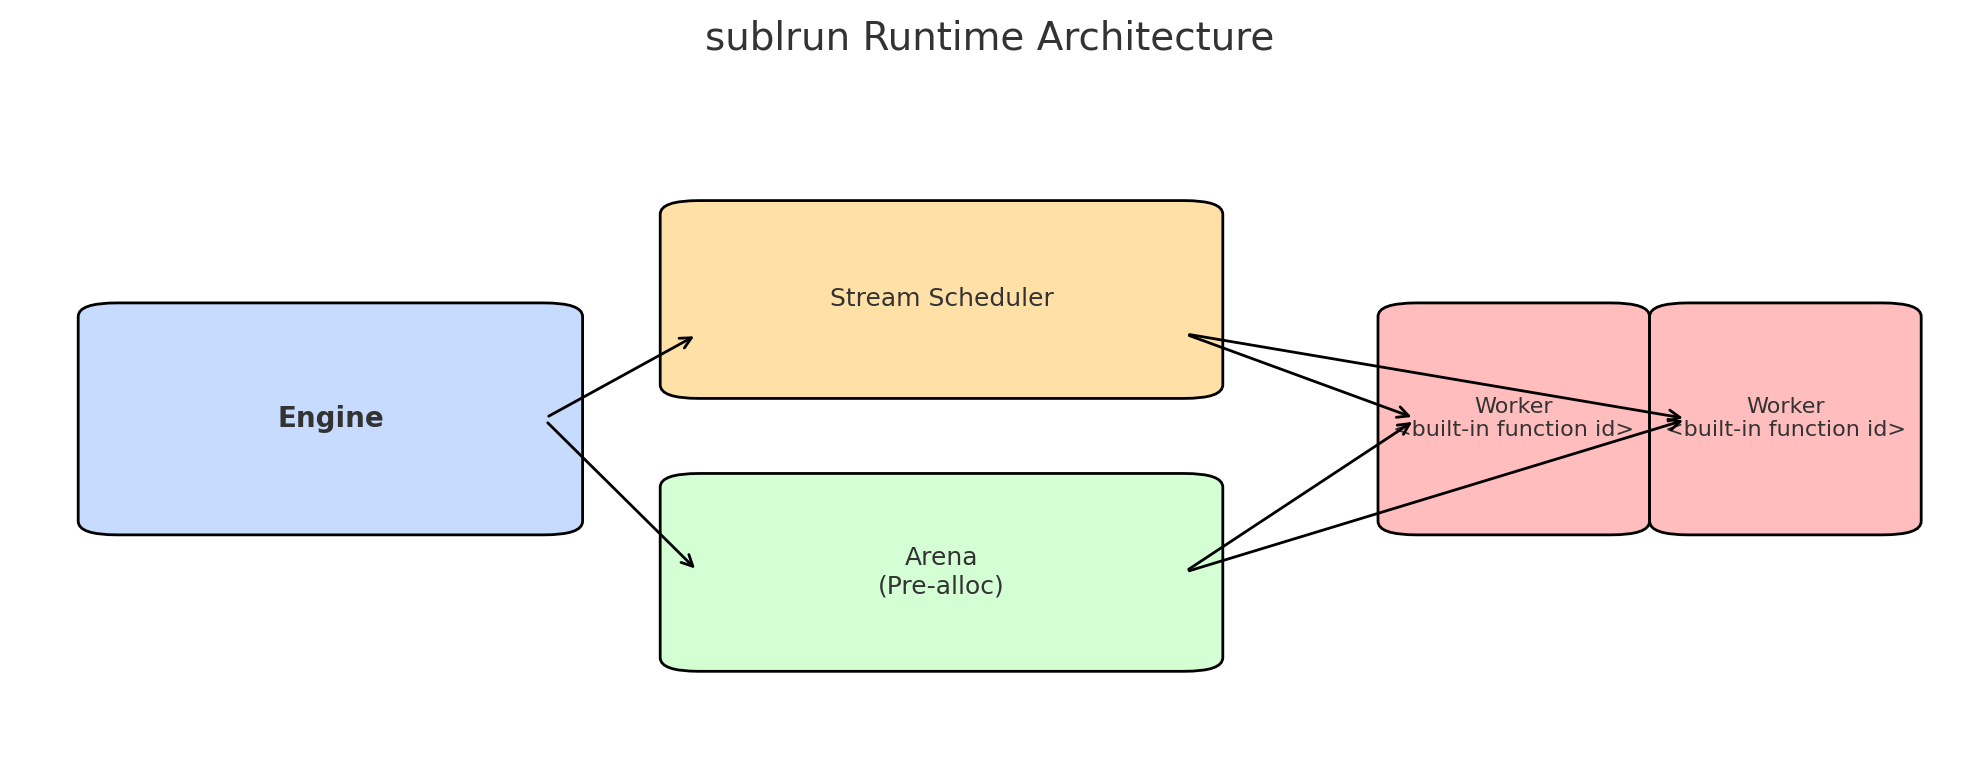 sublrun Runtime Architecture
Stream Scheduler
Engine
Worker
<built-in function id>
Worker
<built-in function id>
Arena
(Pre-alloc)